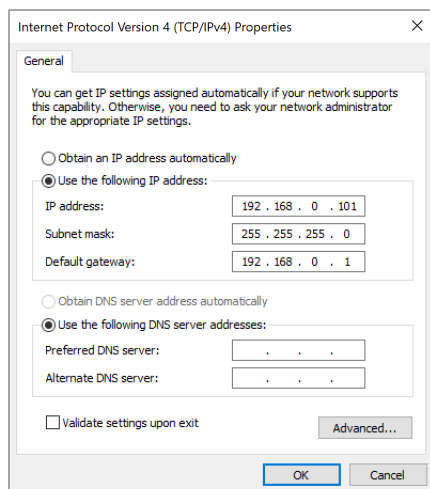 Internet Protocol Version 4 (TCP/IPv4) Properties
General
You can get IP settings assigned automatically if your network supports
this capability. Otherwise, you need to ask your network administrator
for the appropriate IP settings.
Obtain an IP address automatically
Use the following IP address:
IP address: 192 . 168 . 0 . 101
Subnet mask: 255 . 255 . 255 . 0
Default gateway: 192 . 168 . 0 . 1
Obtain DNS server address automatically
Use the following DNS server addresses:
Preferred DNS server: . . .
Alternate DNS server: . . .
Validate settings upon exit
Advanced...
OK Cancel